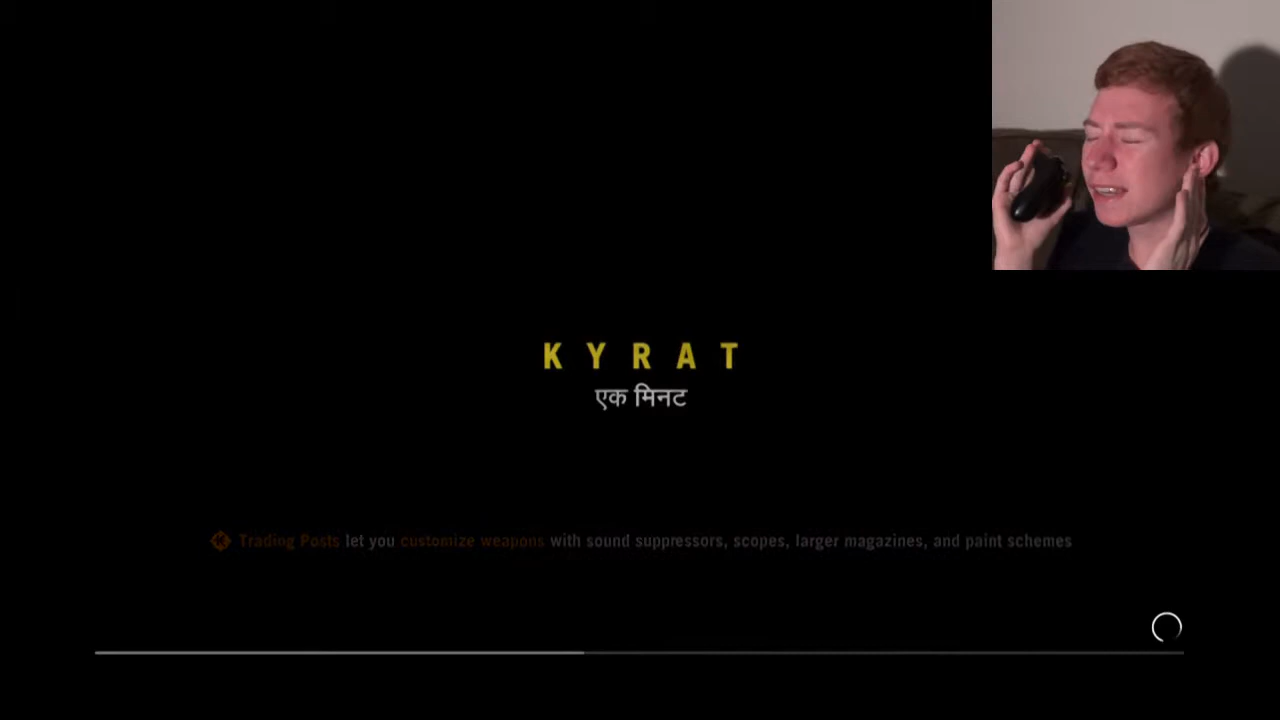 KYRAT
एक मिनट
Trading Posts let you customize weapons with sound suppressors, scopes, larger magazines, and paint schemes